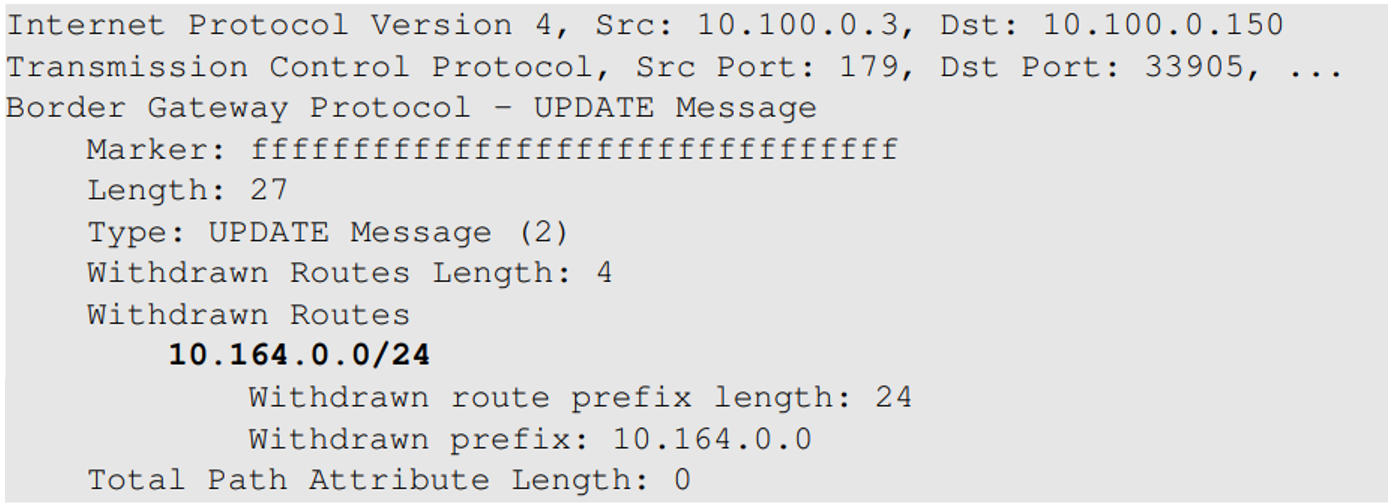 Internet Protocol Version 4, Src: 10.100.0.3, Dst: 10.100.0.150
Transmission Control Protocol, Src Port: 179, Dst Port: 33905, ...
Border Gateway Protocol – UPDATE Message
Marker: ffffffffffffffffffffffffffffffff
Length: 27
Type: UPDATE Message (2)
Withdrawn Routes Length: 4
Withdrawn Routes
10.164.0.0/24
Withdrawn route prefix length: 24
Withdrawn prefix: 10.164.0.0
Total Path Attribute Length: 0